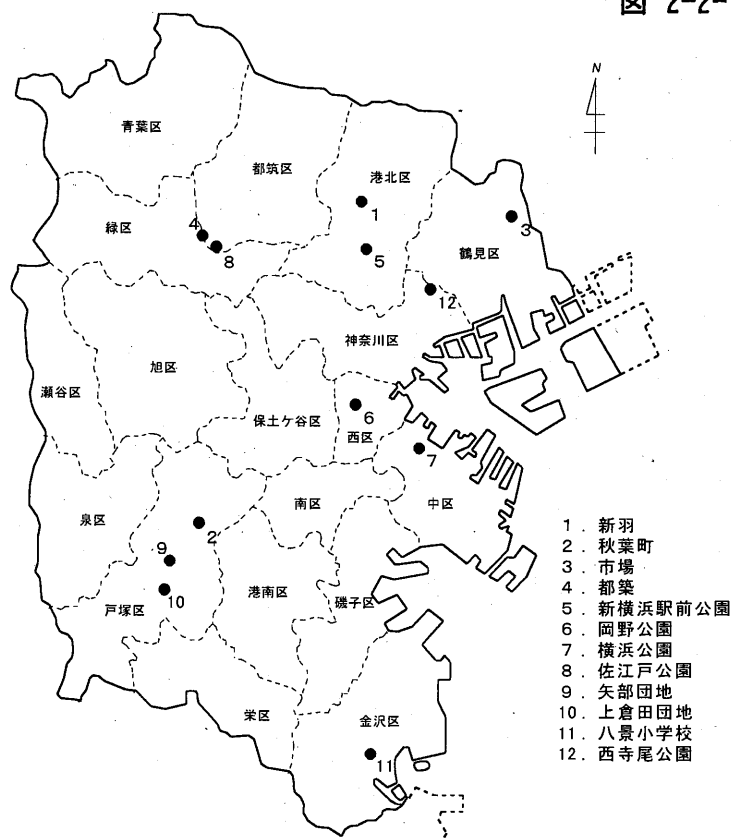 図 2-2-
N
青葉区
都筑区
港北区
緑区
1
4
3
8
5
鶴見区
12
神奈川区
旭区
瀬谷区
6
保土ケ谷区
西区
7
泉区
南区
中区
2
9
港南区
磯子区
10
戸塚区
栄区
金沢区
11
1. 新羽
2. 秋葉町
3. 市場
4. 都築
5. 新横浜駅前公園
6. 岡野公園
7. 横浜公園
8. 佐江戸公園
9. 矢部団地
10. 上倉田団地
11. 八景小学校
12. 西寺尾公園